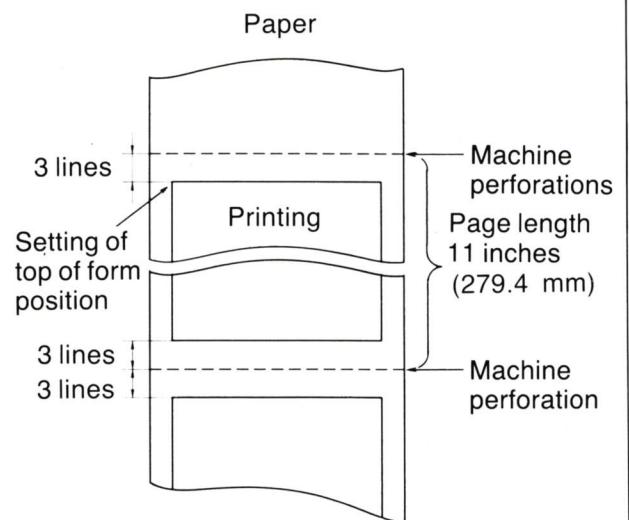 Paper
3 lines
Machine
perforations
Printing
Setting of
top of form
position
Page length
11 inches
(279.4 mm)
3 lines
3 lines
Machine
perforation